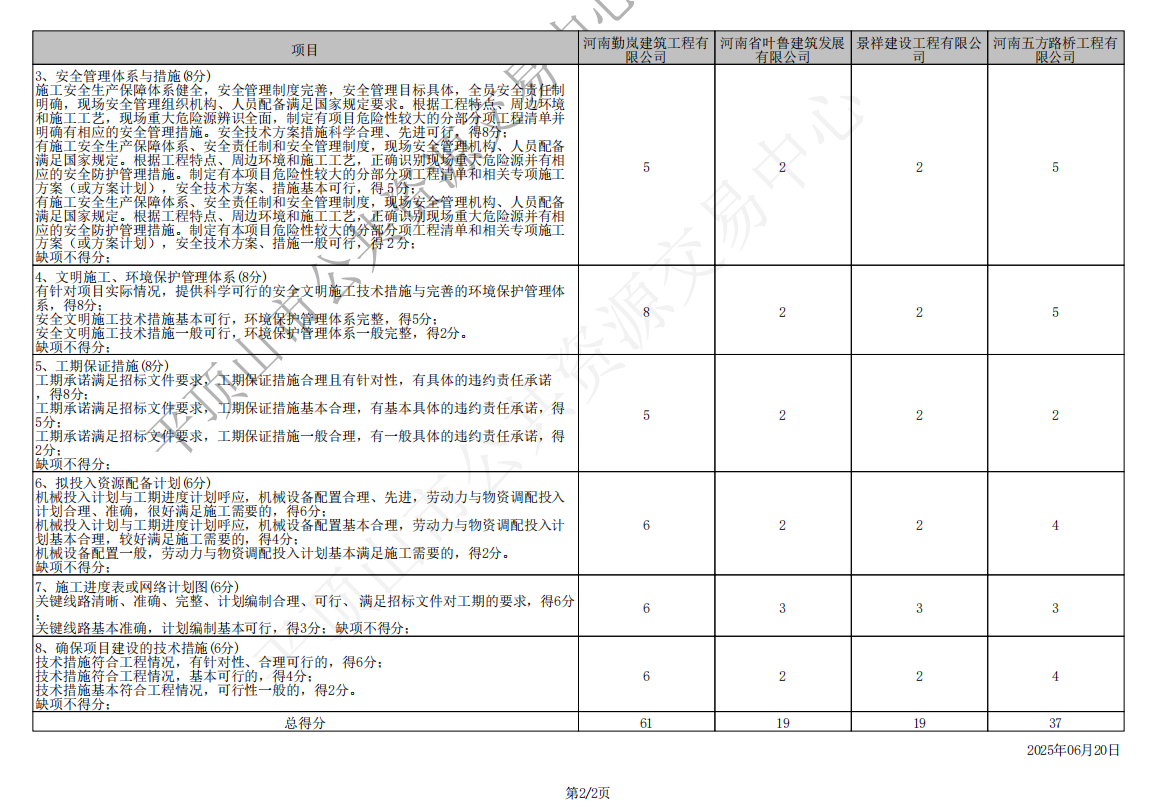 项目
河南勤岚建筑工程有
限公司
河南省叶鲁建筑发展
有限公司
景祥建设工程有限公
司
河南五方路桥工程有
限公司
3、安全管理体系与措施(8分)
施工安全生产保障体系健全，安全管理制度完善，安全管理目标具体，全员安全责任制
明确，现场安全管理组织机构、人员配备满足国家规定要求。根据工程特点、周边环境
和施工工艺，现场重大危险源辨识全面，制定有项目危险性较大的分部分项工程清单并
明确有相应的安全管理措施。安全技术方案措施科学合理、先进可行，得8分；
有施工安全生产保障体系、安全责任制和安全管理制度，现场安全管理机构、人员配备
满足国家规定。根据工程特点、周边环境和施工工艺，正确识别现场重大危险源并有相
应的安全防护管理措施。制定有本项目危险性较大的分部分项工程清单和相关专项施工
方案（或方案计划），安全技术方案、措施基本可行，得５分；
有施工安全生产保障体系、安全责任制和安全管理制度，现场安全管理机构、人员配备
满足国家规定。根据工程特点、周边环境和施工工艺，正确识别现场重大危险源并有相
应的安全防护管理措施。制定有本项目危险性较大的分部分项工程清单和相关专项施工
方案（或方案计划），安全技术方案、措施一般可行，得２分；
缺项不得分；
5
2
2
5
4、文明施工、环境保护管理体系(8分)
有针对项目实际情况，提供科学可行的安全文明施工技术措施与完善的环境保护管理体
系，得8分；
安全文明施工技术措施基本可行，环境保护管理体系完整，得5分；
安全文明施工技术措施一般可行，环境保护管理体系一般完整，得2分。
缺项不得分；
8
2
2
5
5、工期保证措施(8分)
工期承诺满足招标文件要求，工期保证措施合理且有针对性，有具体的违约责任承诺
，得8分；
工期承诺满足招标文件要求，工期保证措施基本合理，有基本具体的违约责任承诺，得
5分；
工期承诺满足招标文件要求，工期保证措施一般合理，有一般具体的违约责任承诺，得
2分；
缺项不得分；
5
2
2
2
6、拟投入资源配备计划(6分)
机械投入计划与工期进度计划呼应，机械设备配置合理、先进，劳动力与物资调配投入
计划合理、准确，很好满足施工需要的，得6分；
机械投入计划与工期进度计划呼应，机械设备配置基本合理，劳动力与物资调配投入计
划基本合理，较好满足施工需要的，得4分；
机械设备配置一般，劳动力与物资调配投入计划基本满足施工需要的，得2分。
缺项不得分；
6
2
2
4
7、施工进度表或网络计划图(6分)
关键线路清晰、准确、完整、计划编制合理、可行、满足招标文件对工期的要求，得6分
；
关键线路基本准确，计划编制基本可行，得3分；缺项不得分；
6
3
3
3
8、确保项目建设的技术措施(6分)
技术措施符合工程情况，有针对性、合理可行的，得6分；
技术措施符合工程情况，基本可行的，得4分；
技术措施基本符合工程情况，可行性一般的，得2分。
缺项不得分；
6
2
2
4
总得分
61
19
19
37
2025年06月20日
第2/2页
平顶山市公共资源交易中心
平顶山市公共资源交易中心